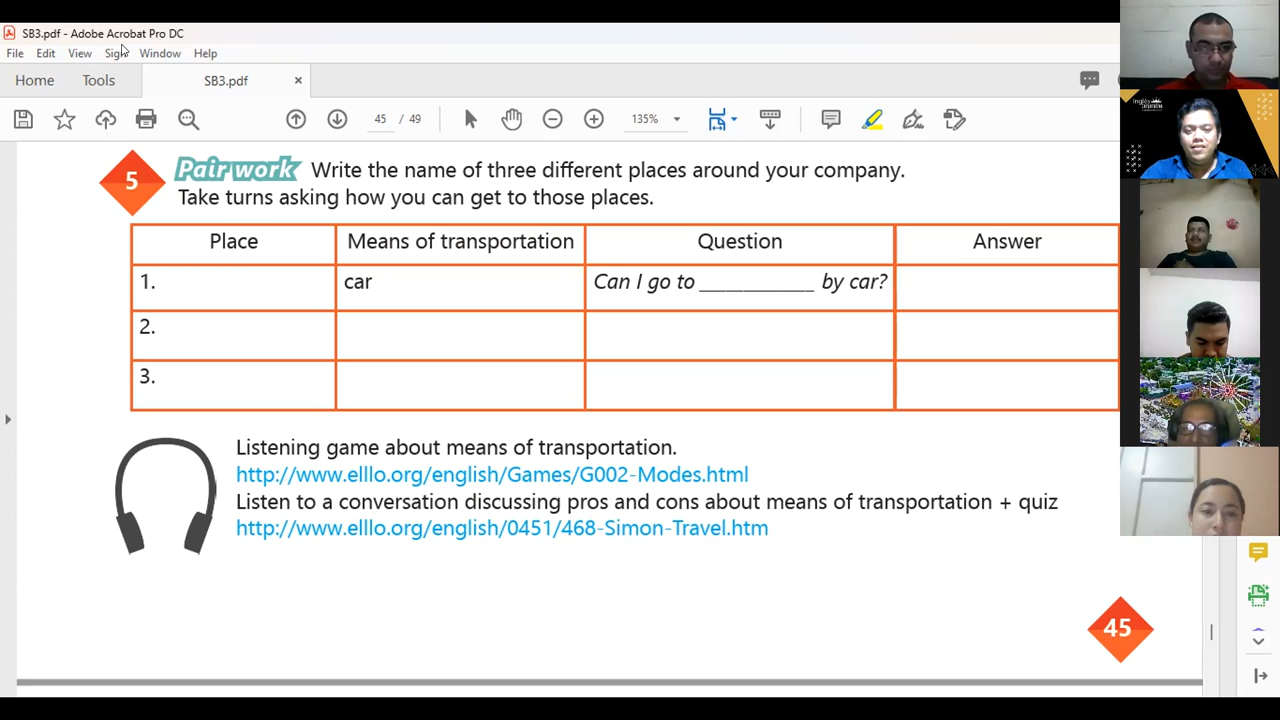 SB3.pdf - Adobe Acrobat Pro DC
File Edit View Sign Window Help
Home Tools SB3.pdf ×
45 / 49 135%
5 Pair work Write the name of three different places around your company.
Take turns asking how you can get to those places.
Place Means of transportation Question Answer
1. car Can I go to ___________ by car?
2.
3.
Listening game about means of transportation.
http://www.elllo.org/english/Games/G002-Modes.html
Listen to a conversation discussing pros and cons about means of transportation + quiz
http://www.elllo.org/english/0451/468-Simon-Travel.htm
45